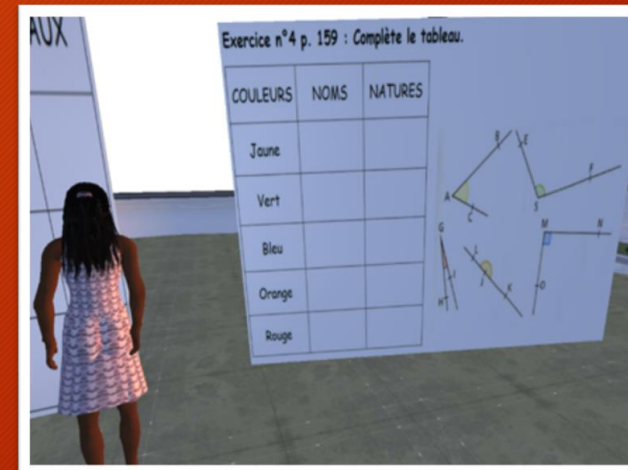 AUX
Exercice n°4 p. 159 : Complète le tableau.
COULEURS NOMS NATURES
Jaune
Vert
Bleu
Orange
Rouge
B
E
F
A
C
S
G
L
M
N
I
J
K
H
O